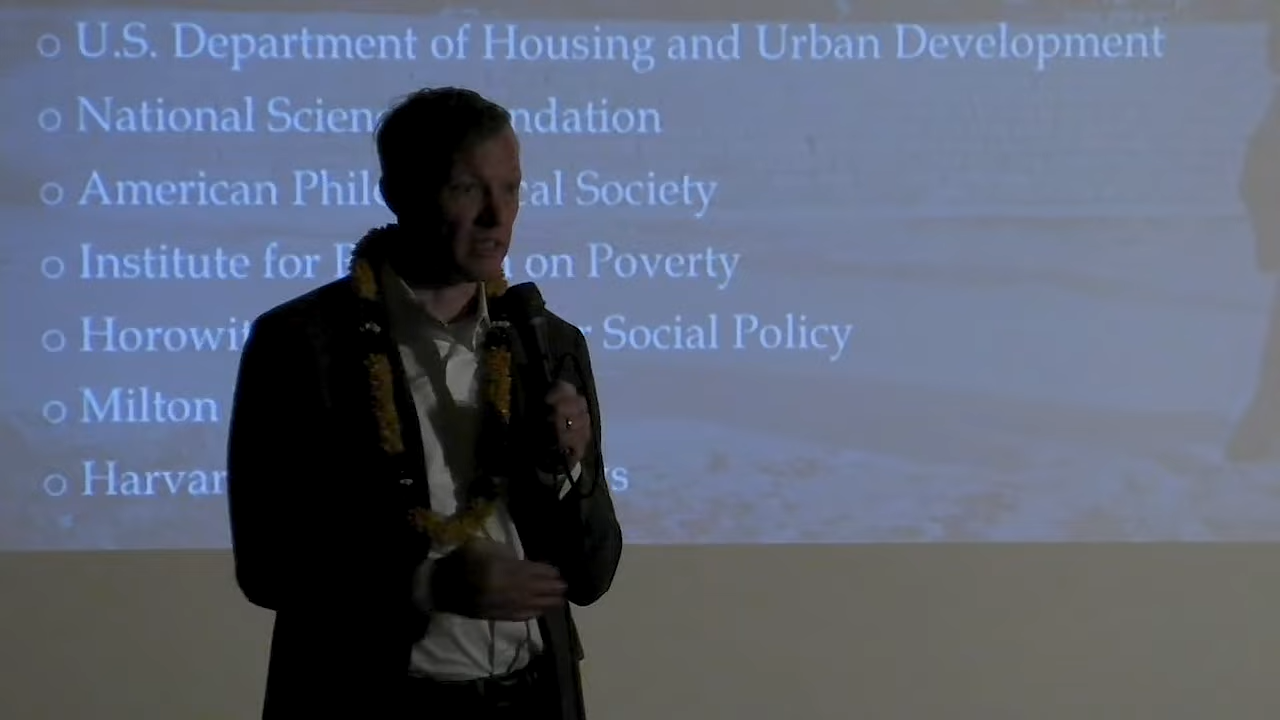 U.S. Department of Housing and Urban Development
National Scien ndation
American Phil cal Society
Institute for on Poverty
Horowi Social Policy
Milton
Harvar s